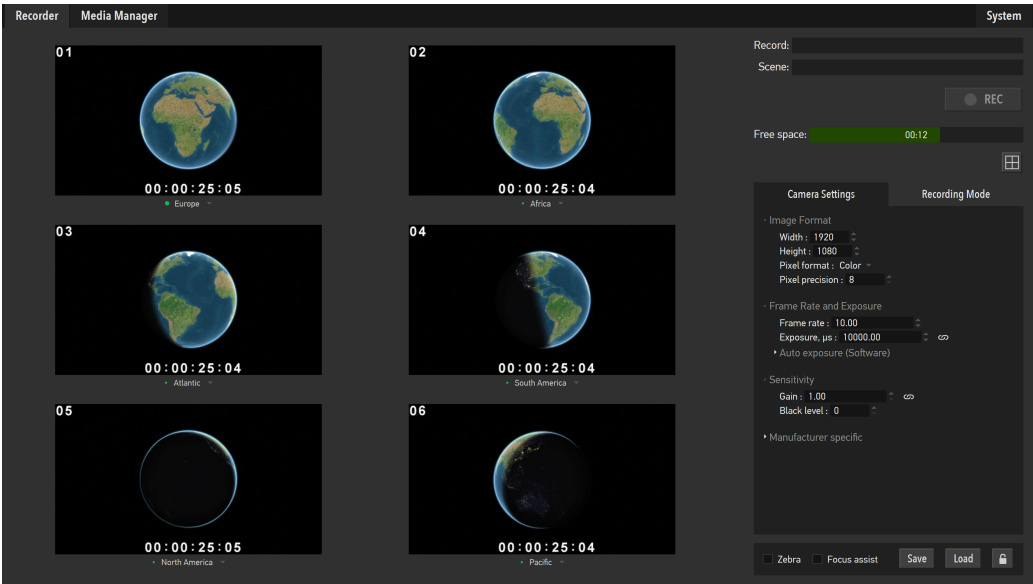 Recorder Media Manager System
01
00:00:25:05
Europe
02
00:00:25:04
Africa
03
00:00:25:04
Atlantic
04
00:00:25:04
South America
05
00:00:25:05
North America
06
00:00:25:04
Pacific
Record:
Scene:
REC
Free space: 00:12
Camera Settings Recording Mode
Image Format
Width : 1920
Height : 1080
Pixel format : Color
Pixel precision : 8
Frame Rate and Exposure
Frame rate : 10.00
Exposure, µs : 10000.00
Auto exposure (Software)
Sensitivity
Gain : 1.00
Black level : 0
Manufacturer specific
Zebra Focus assist Save Load